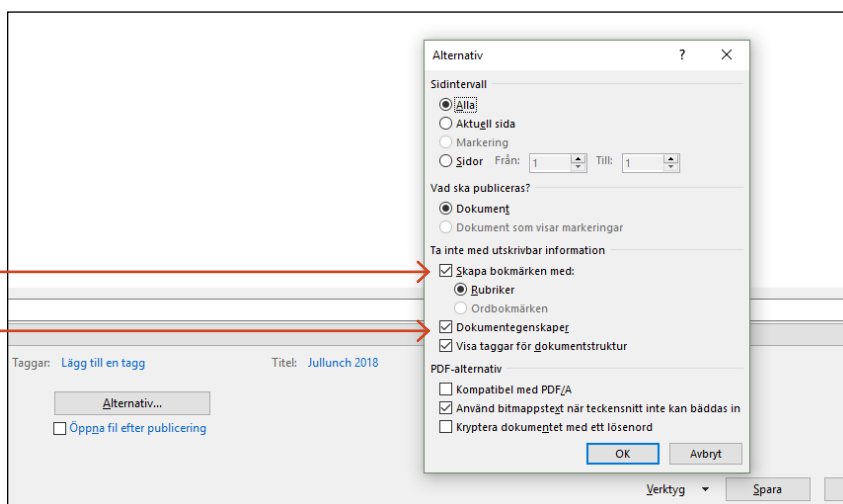 Alternativ ?
Sidintervall
Alla
Aktuell sida
Markering
Sidor Från: 1 Till: 1
Vad ska publiceras?
Dokument
Dokument som visar markeringar
Ta inte med utskrivbar information
Skapa bokmärken med:
Rubriker
Ordbokmärken
Dokumentegenskaper
Visa taggar för dokumentstruktur
PDF-alternativ
Kompatibel med PDF/A
Använd bitmappstext när teckensnitt inte kan bäddas in
Kryptera dokumentet med ett lösenord
OK Avbryt
Taggar: Lägg till en tagg Titel: Jullunch 2018
Alternativ...
Öppna fil efter publicering
Verktyg Spara